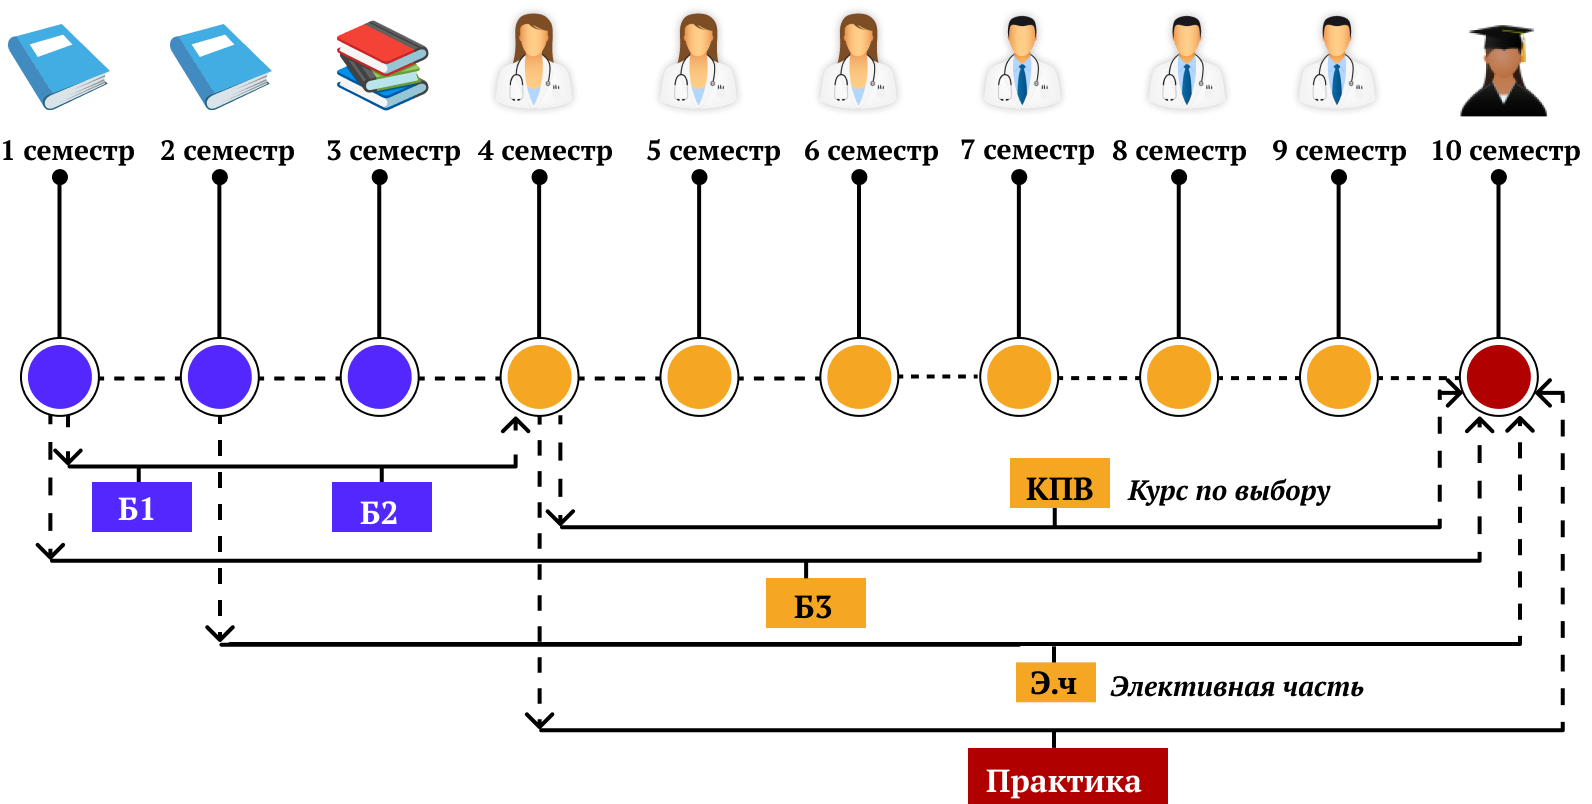 1 семестр
2 семестр
3 семестр
4 семестр
5 семестр
6 семестр
7 семестр
8 семестр
9 семестр
10 семестр
Б1
Б2
КПВ
Курс по выбору
Б3
Э.ч
Элективная часть
Практика